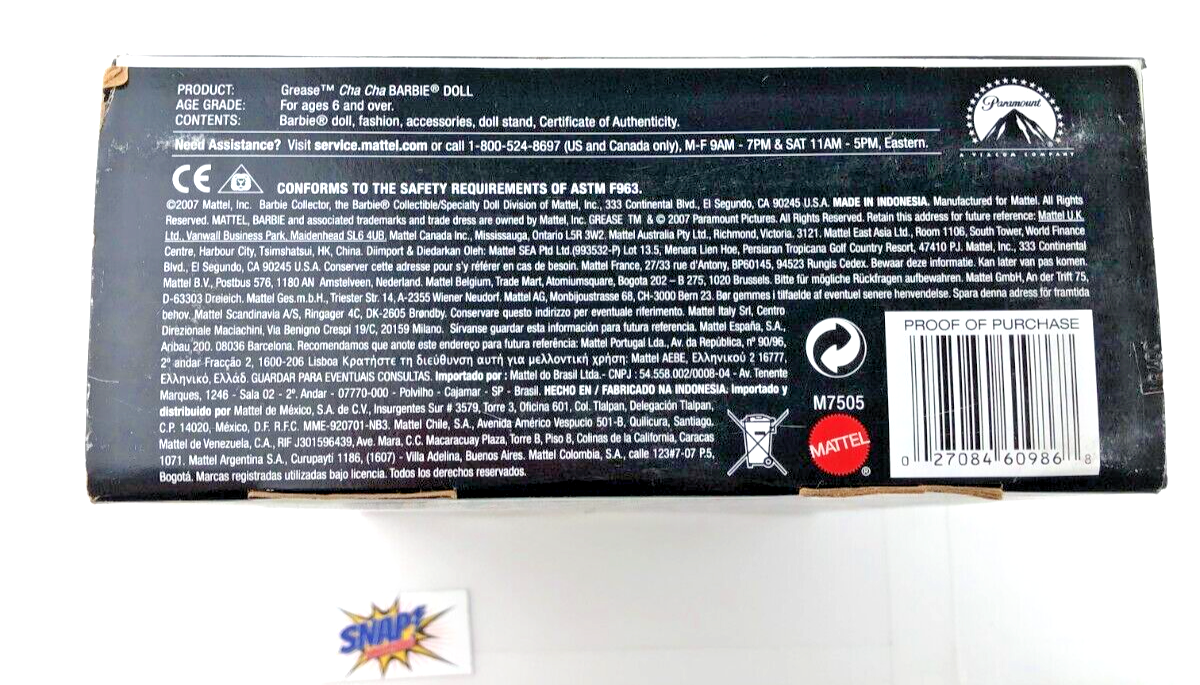 PRODUCT: Grease™ Cha Cha BARBIE® DOLL
AGE GRADE: For ages 6 and over.
CONTENTS: Barbie® doll, fashion, accessories, doll stand, Certificate of Authenticity.
Paramount
A VIACOM COMPANY
Need Assistance? Visit service.mattel.com or call 1-800-524-8697 (US and Canada only), M-F 9AM - 7PM & SAT 11AM - 5PM, Eastern.
CE CONFORMS TO THE SAFETY REQUIREMENTS OF ASTM F963.
©2007 Mattel, Inc. Barbie Collector, the Barbie® Collectible/Specialty Doll Division of Mattel, Inc., 333 Continental Blvd., El Segundo, CA 90245 U.S.A. MADE IN INDONESIA. Manufactured for Mattel. All Rights
Reserved. MATTEL, BARBIE and associated trademarks and trade dress are owned by Mattel, Inc. GREASE TM & © 2007 Paramount Pictures. All Rights Reserved. Retain this address for future reference: Mattel U.K.
Ltd., Vanwall Business Park, Maidenhead SL6 4UB. Mattel Canada Inc., Mississauga, Ontario L5R 3W2. Mattel Australia Pty Ltd., Richmond, Victoria. 3121. Mattel East Asia Ltd., Room 1106, South Tower, World Finance
Centre, Harbour City, Tsimshatsui, HK, China. Diimport & Diedarkan Oleh: Mattel SEA Ptd Ltd.(993532-P) Lot 13.5, Menara Lien Hoe, Persiaran Tropicana Golf Country Resort, 47410 PJ. Mattel, Inc., 333 Continental
Blvd., El Segundo, CA 90245 U.S.A. Conserver cette adresse pour s'y référer en cas de besoin. Mattel France, 27/33 rue d'Antony, BP60145, 94523 Rungis Cedex. Bewaar deze informatie. Kan later van pas komen.
Mattel B.V., Postbus 576, 1180 AN Amstelveen, Nederland. Mattel Belgium, Trade Mart, Atomiumsquare, Bogota 202 – B 275, 1020 Brussels. Bitte für mögliche Rückfragen aufbewahren. Mattel GmbH, An der Trift 75,
D-63303 Dreieich. Mattel Ges.m.b.H., Triester Str. 14, A-2355 Wiener Neudorf. Mattel AG, Monbijoustrasse 68, CH-3000 Bern 23. Bør gemmes i tilfælde af eventuel senere henvendelse. Spara denna adress för framtida
behov. Mattel Scandinavia A/S, Ringager 4C, DK-2605 Brøndby. Conservare questo indirizzo per eventuale riferimento. Mattel Italy Srl, Centro
Direzionale Maciachini, Via Benigno Crespi 19/C, 20159 Milano. Sírvanse guardar esta información para futura referencia. Mattel España, S.A.,
Aribau 200. 08036 Barcelona. Recomendamos que anote este endereço para futura referência: Mattel Portugal Lda., Av. da República, nº 90/96,
2º andar Fracção 2, 1600-206 Lisboa Κρατήστε τη διεύθυνση αυτή για μελλοντική χρήση: Mattel AEBE, Ελληνικού 2 16777,
Ελληνικό, Ελλάδ. GUARDAR PARA EVENTUAIS CONSULTAS. Importado por : Mattel do Brasil Ltda.- CNPJ : 54.558.002/0008-04 - Av. Tenente
Marques, 1246 - Sala 02 - 2º. Andar - 07770-000 - Polvilho - Cajamar - SP - Brasil. HECHO EN / FABRICADO NA INDONESIA: Importado y
distribuido por Mattel de México, S.A. de C.V., Insurgentes Sur # 3579, Torre 3, Oficina 601, Col. Tlalpan, Delegación Tlalpan,
C.P. 14020, México, D.F. R.F.C. MME-920701-NB3. Mattel Chile, S.A., Avenida Américo Vespucio 501-B, Quilicura, Santiago.
Mattel de Venezuela, C.A., RIF J301596439, Ave. Mara, C.C. Macaracuay Plaza, Torre B, Piso 8, Colinas de la California, Caracas
1071. Mattel Argentina S.A., Curupaytí 1186, (1607) - Villa Adelina, Buenos Aires. Mattel Colombia, S.A., calle 123#7-07 P.5,
Bogotá. Marcas registradas utilizadas bajo licencia. Todos los derechos reservados.
M7505
MATTEL
®
PROOF OF PURCHASE
0 27084 60986 8
SNAP!